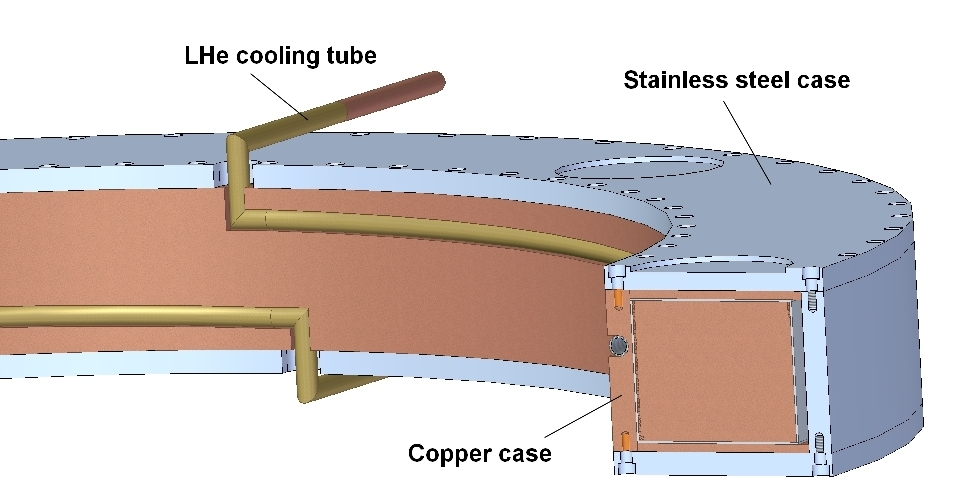 LHe cooling tube
Stainless steel case
Copper case